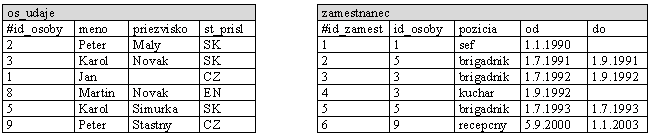 os_udaje
#id_osoby meno priezvisko st_prisl
2 Peter Maly SK
3 Karol Novak SK
1 Jan CZ
8 Martin Novak EN
5 Karol Simurka SK
9 Peter Stastny CZ
zamestnanec
#id_zamest id_osoby pozicia od do
1 1 sef 1.1.1990
2 5 brigadnik 1.7.1991 1.9.1991
3 3 brigadnik 1.7.1992 1.9.1992
4 3 kuchar 1.9.1992
5 5 brigadnik 1.7.1993 1.7.1993
6 9 recepcny 5.9.2000 1.1.2003